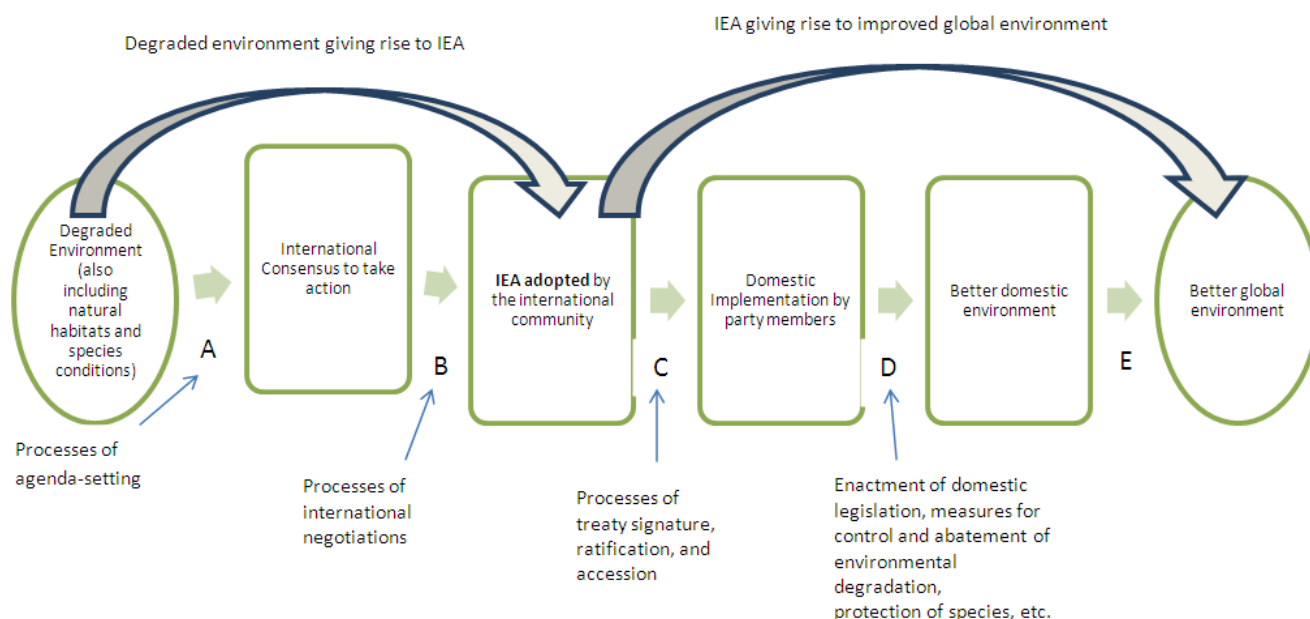 Degraded environment giving rise to IEA
IEA giving rise to improved global environment
Degraded
Environment
(also
including
natural
habitats and
species
conditions)
A
International
Consensus to take
action
B
IEA adopted by
the international
community
C
Domestic
Implementation by
party members
D
Better domestic
environment
E
Better global
environment
Processes of
agenda-setting
Processes of
international
negotiations
Processes of
treaty signature,
ratification, and
accession
Enactment of domestic
legislation, measures for
control and abatement of
environmental
degradation,
protection of species, etc.